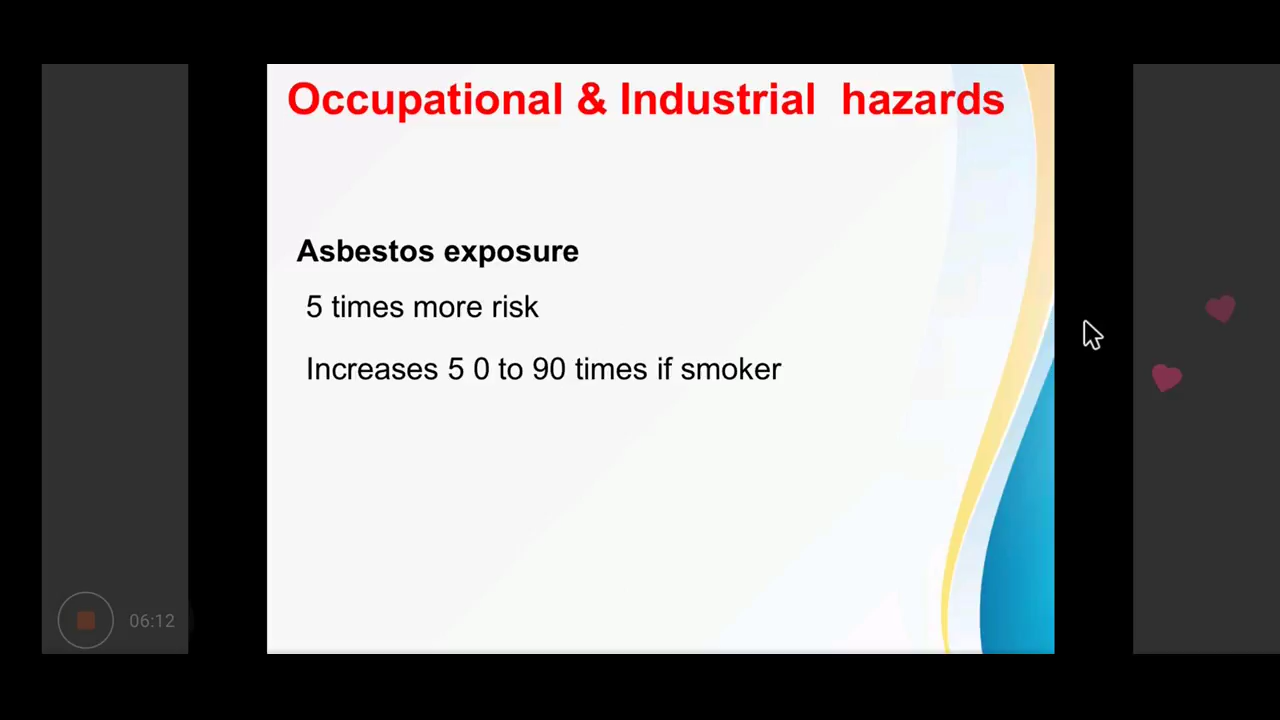 Occupational & Industrial hazards
Asbestos exposure
5 times more risk
Increases 5 0 to 90 times if smoker
06:12